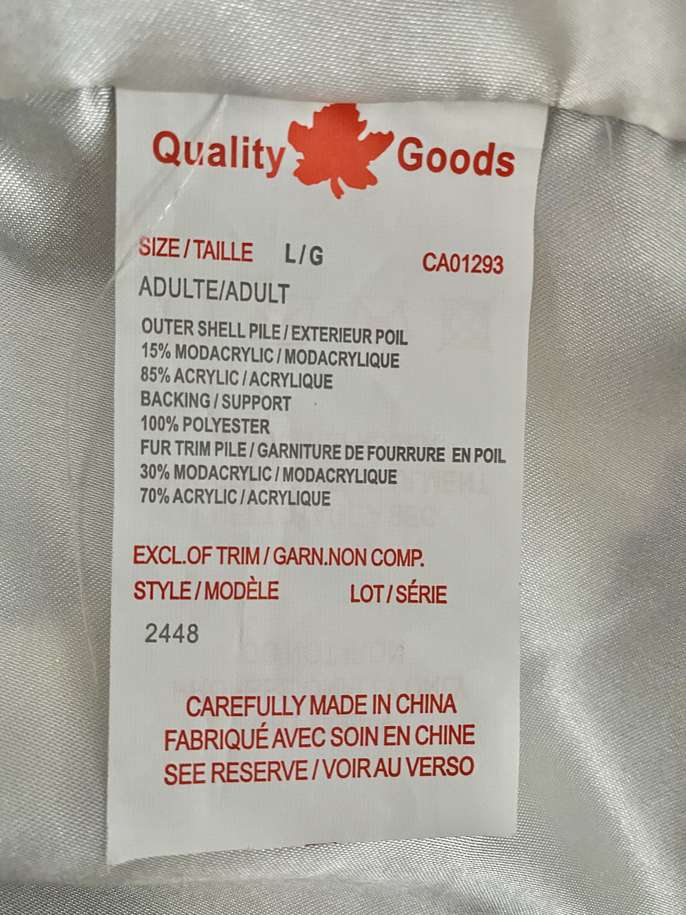 Quality Goods
SIZE/TAILLE L/G CA01293
ADULTE/ADULT
OUTER SHELL PILE/EXTERIEUR POIL
15% MODACRYLIC/MODACRYLIQUE
85% ACRYLIC/ACRYLIQUE
BACKING/SUPPORT
100% POLYESTER
FUR TRIM PILE/GARNITURE DE FOURRURE EN POIL
30% MODACRYLIC/MODACRYLIQUE
70% ACRYLIC/ACRYLIQUE
EXCL.OF TRIM/GARN.NON COMP.
STYLE/MODÈLE LOT/SÉRIE
2448
CAREFULLY MADE IN CHINA
FABRIQUÉ AVEC SOIN EN CHINE
SEE RESERVE/VOIR AU VERSO